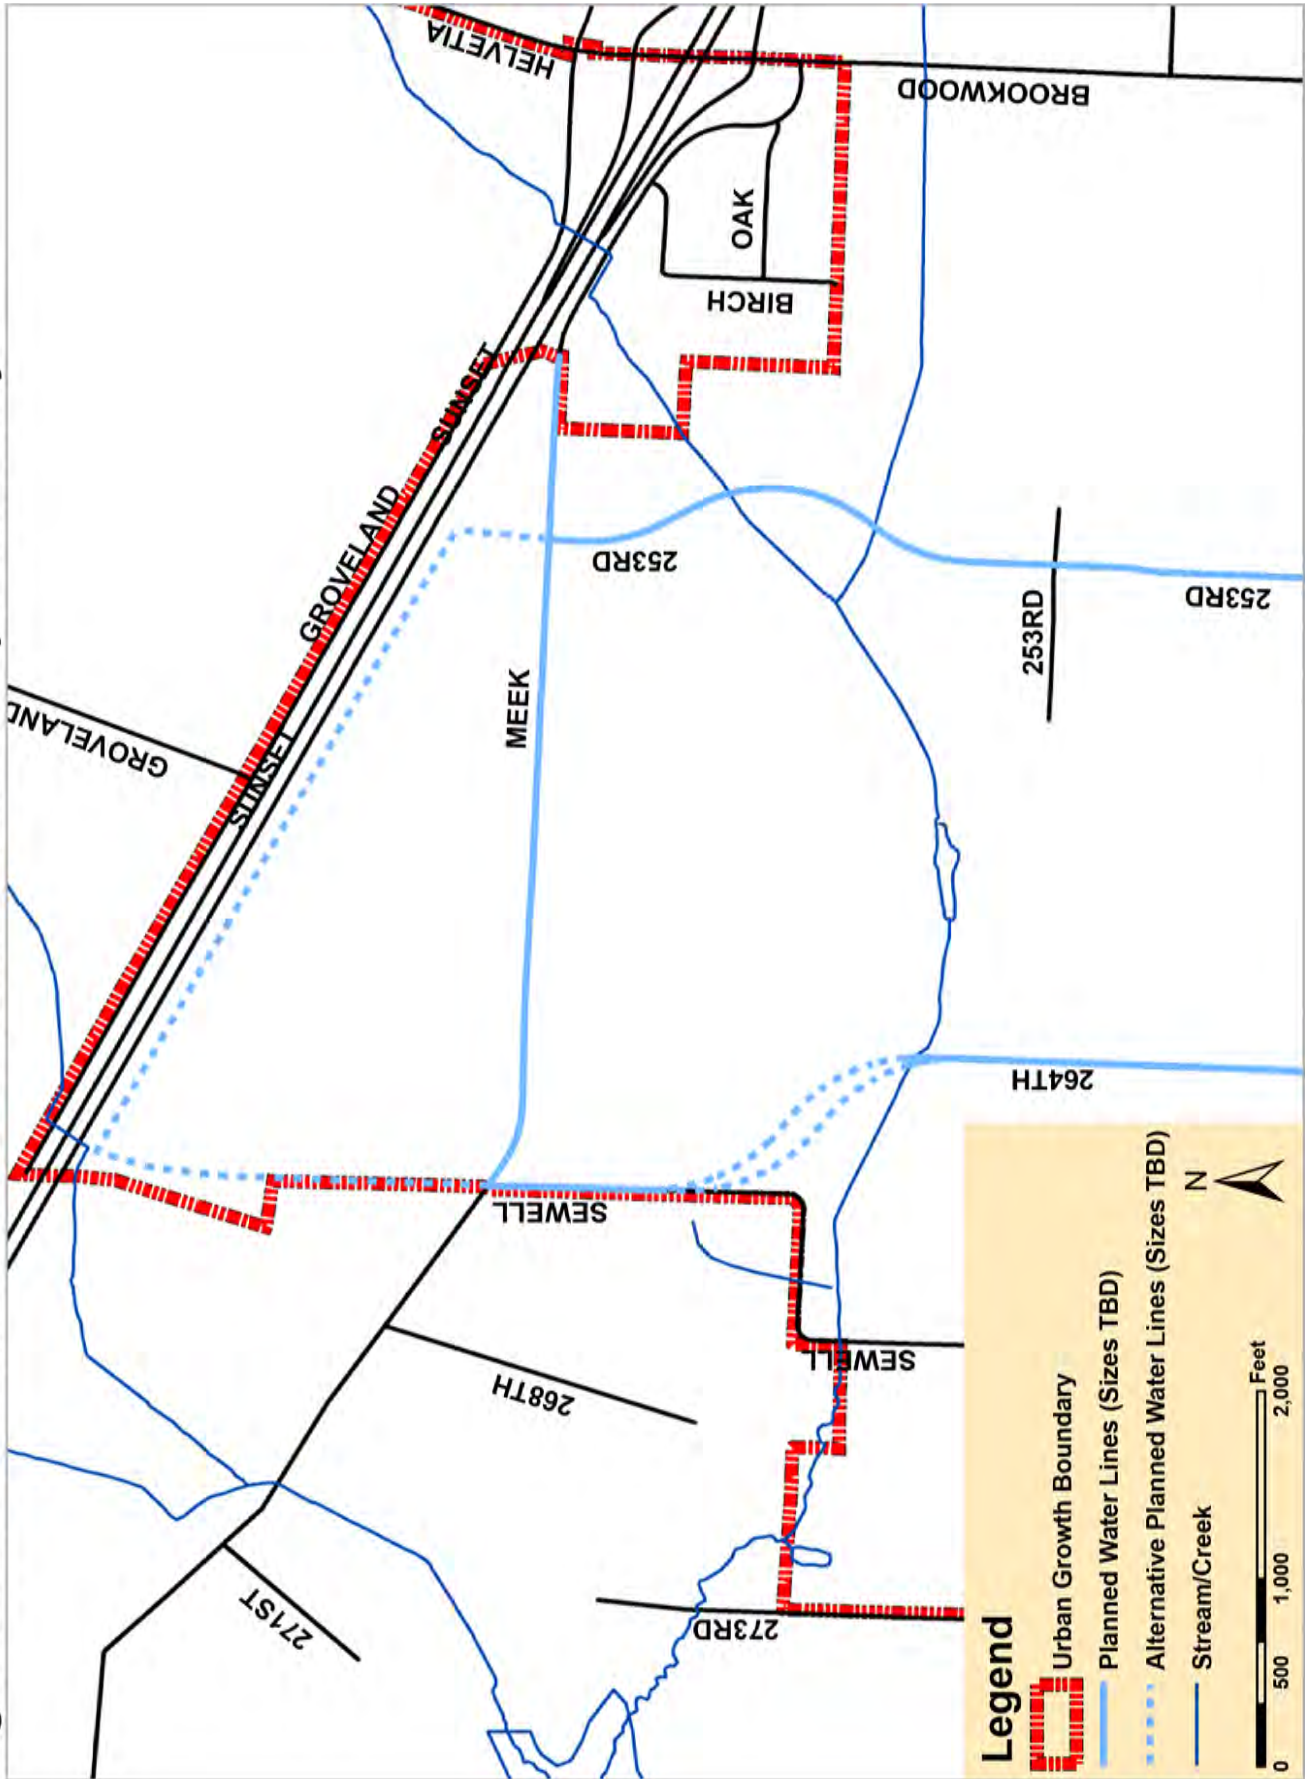 HELVETIA
BROOKWOOD
OAK
BIRCH
SUNSET
GROVELAND
253RD
253RD
253RD
MEEK
GROVELAND
SUNSET
264TH
SEWELL
SEWELL
268TH
271ST
273RD
Legend
Urban Growth Boundary
Planned Water Lines (Sizes TBD)
Alternative Planned Water Lines (Sizes TBD)
Stream/Creek
N
0 500 1,000 2,000
Feet